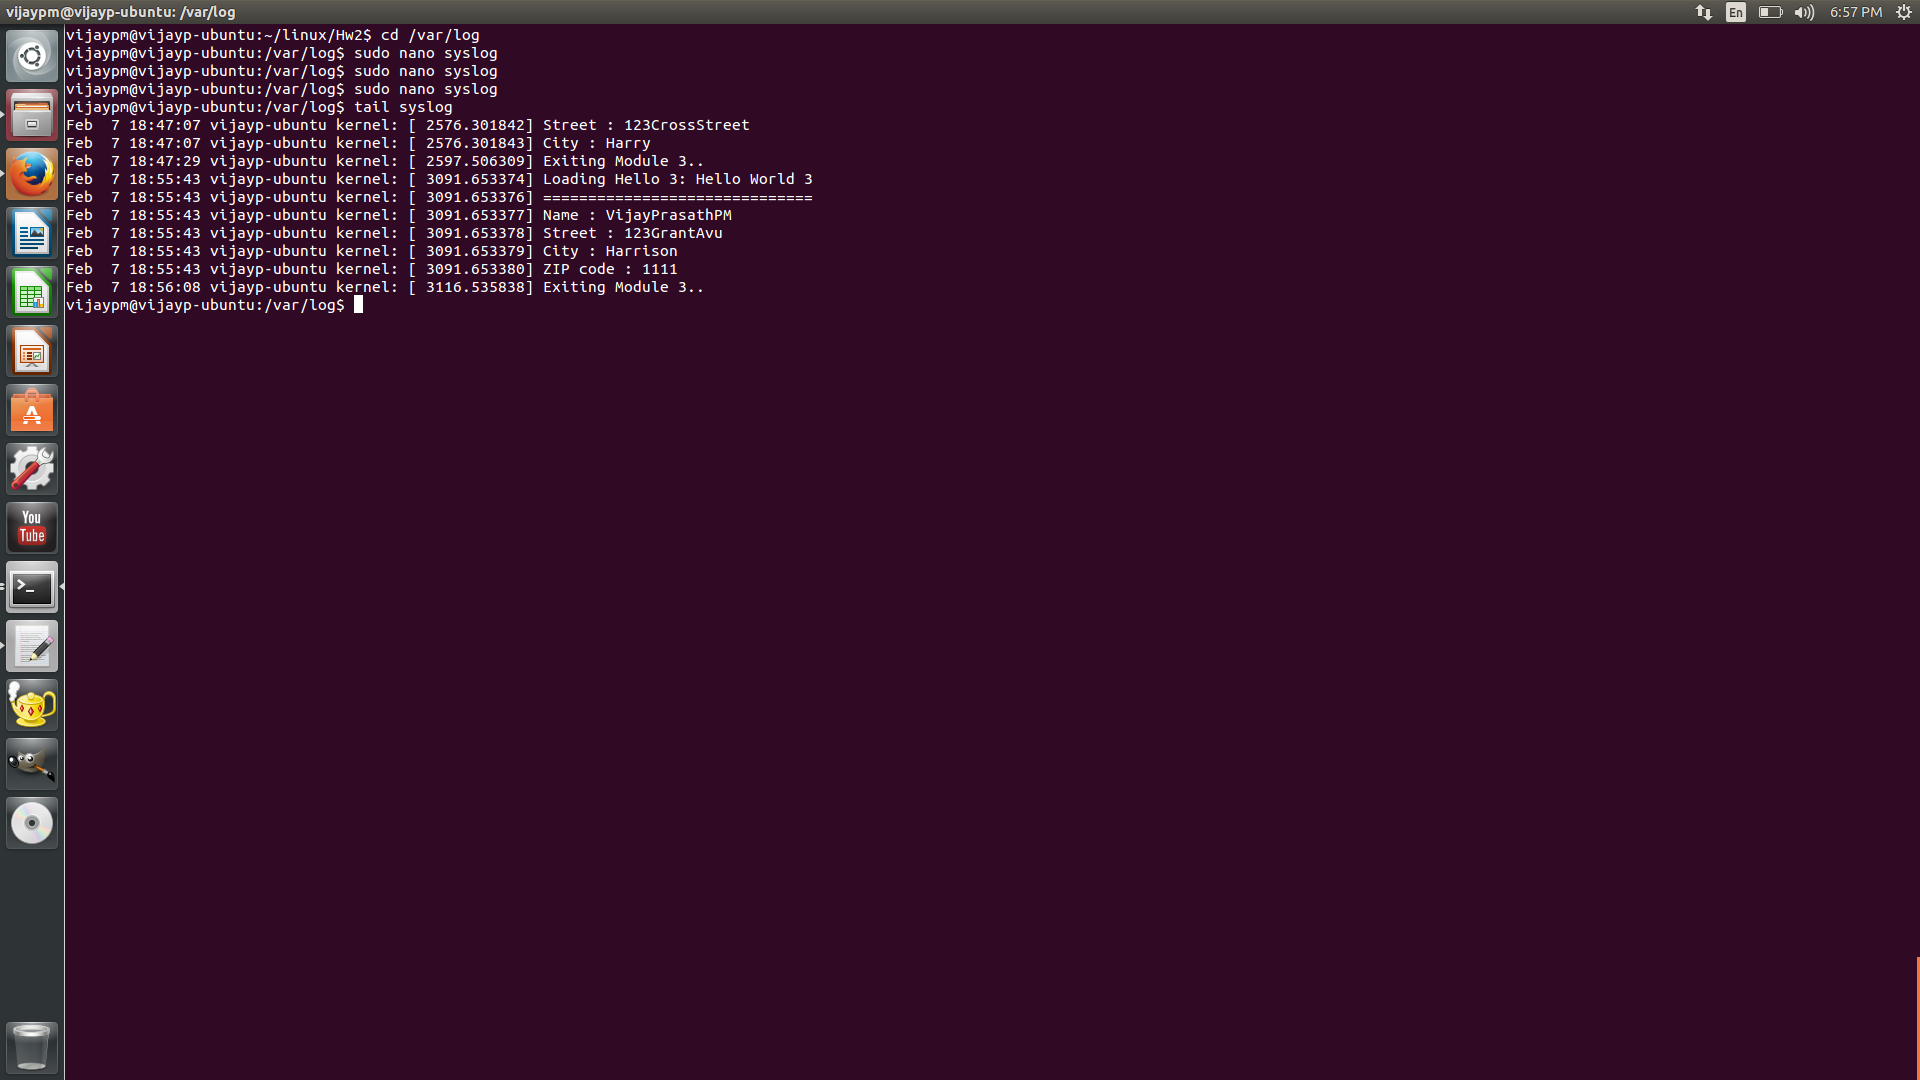 vijaypm@vijayp-ubuntu: /var/log
En
6:57 PM
vijaypm@vijayp-ubuntu:~/linux/Hw2$ cd /var/log
vijaypm@vijayp-ubuntu:/var/log$ sudo nano syslog
vijaypm@vijayp-ubuntu:/var/log$ sudo nano syslog
vijaypm@vijayp-ubuntu:/var/log$ sudo nano syslog
vijaypm@vijayp-ubuntu:/var/log$ tail syslog
Feb  7 18:47:07 vijayp-ubuntu kernel: [ 2576.301842] Street : 123CrossStreet
Feb  7 18:47:07 vijayp-ubuntu kernel: [ 2576.301843] City : Harry
Feb  7 18:47:29 vijayp-ubuntu kernel: [ 2597.506309] Exiting Module 3..
Feb  7 18:55:43 vijayp-ubuntu kernel: [ 3091.653374] Loading Hello 3: Hello World 3
Feb  7 18:55:43 vijayp-ubuntu kernel: [ 3091.653376] ==============================
Feb  7 18:55:43 vijayp-ubuntu kernel: [ 3091.653377] Name : VijayPrasathPM
Feb  7 18:55:43 vijayp-ubuntu kernel: [ 3091.653378] Street : 123GrantAvu
Feb  7 18:55:43 vijayp-ubuntu kernel: [ 3091.653379] City : Harrison
Feb  7 18:55:43 vijayp-ubuntu kernel: [ 3091.653380] ZIP code : 1111
Feb  7 18:56:08 vijayp-ubuntu kernel: [ 3116.535838] Exiting Module 3..
vijaypm@vijayp-ubuntu:/var/log$
You
Tube